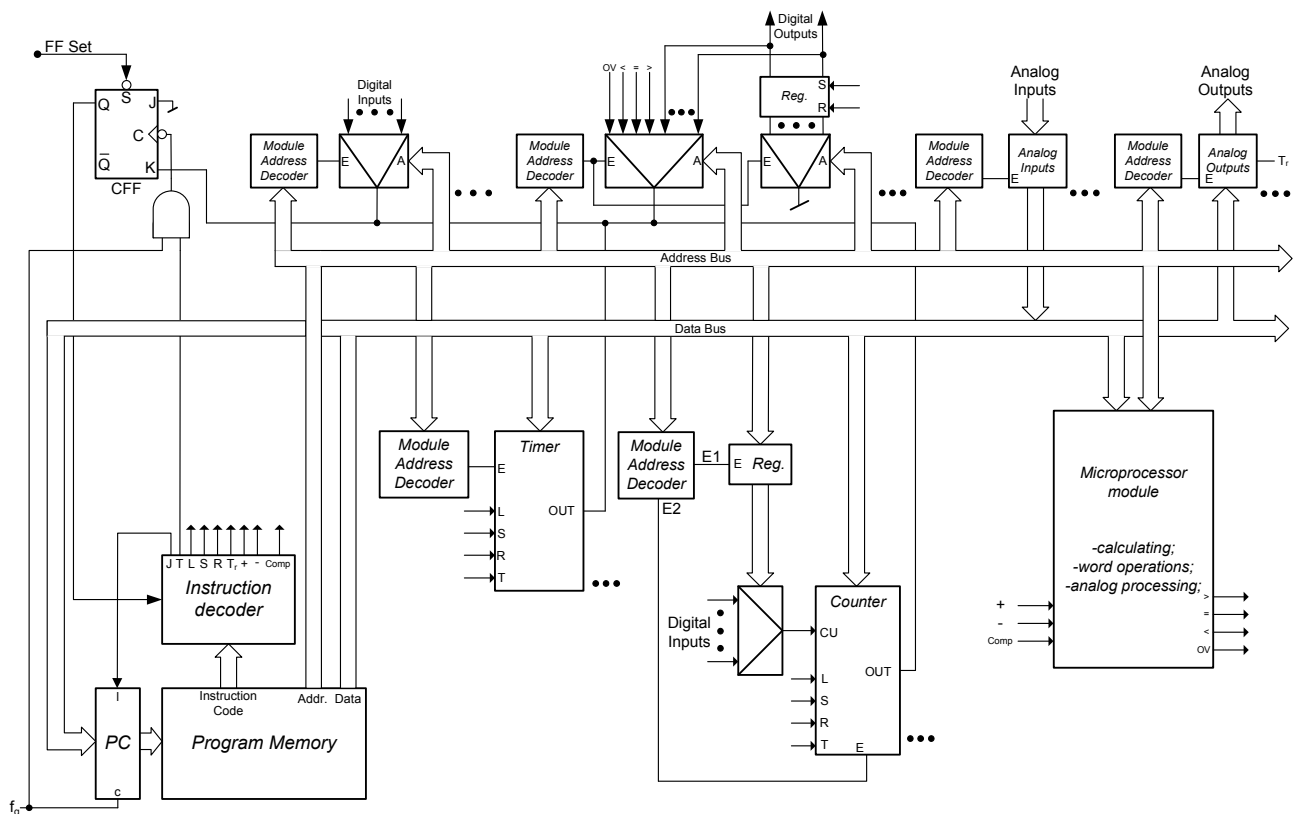 FF Set
S
Q
J
C
Q
K
CFF
Digital
Inputs
Module
Address
Decoder
E
A
Digital
Outputs
OV < = >
Reg.
S
R
Module
Address
Decoder
E
A
E
A
Analog
Inputs
Module
Address
Decoder
Analog
Inputs
E
Analog
Outputs
Module
Address
Decoder
Analog
Outputs
E
Tr
Address Bus
Data Bus
Module
Address
Decoder
Timer
E
L
S
R
T
OUT
Module
Address
Decoder
E1
E2
E Reg.
Digital
Inputs
Counter
CU
L
S
R
T
E
OUT
Microprocessor
module
-calculating;
-word operations;
-analog processing;
+
-
Comp
>
=
<
OV
J T L S R Tr + - Comp
Instruction
decoder
Instruction
Code
Addr. Data
Program Memory
I
PC
c
fg